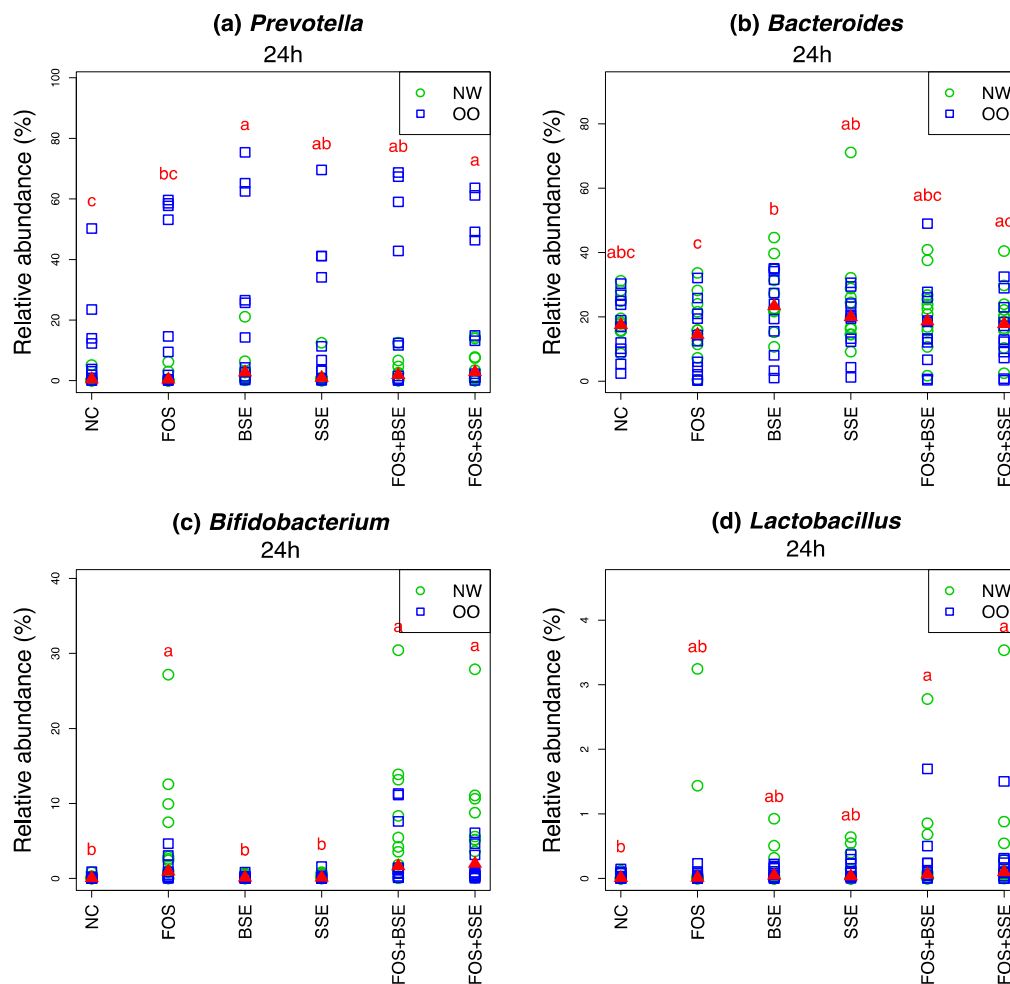 (a) Prevotella
24h
Relative abundance (%)
100
80
60
40
20
0
NW
OO
c
bc
a
ab
ab
a
NC
FOS
BSE
SSE
FOS+BSE
FOS+SSE
(b) Bacteroides
24h
Relative abundance (%)
80
60
40
20
0
NW
OO
abc
c
b
ab
abc
ac
NC
FOS
BSE
SSE
FOS+BSE
FOS+SSE
(c) Bifidobacterium
24h
Relative abundance (%)
40
30
20
10
0
NW
OO
b
a
b
b
a
a
NC
FOS
BSE
SSE
FOS+BSE
FOS+SSE
(d) Lactobacillus
24h
Relative abundance (%)
4
3
2
1
0
NW
OO
b
ab
ab
ab
a
a
NC
FOS
BSE
SSE
FOS+BSE
FOS+SSE